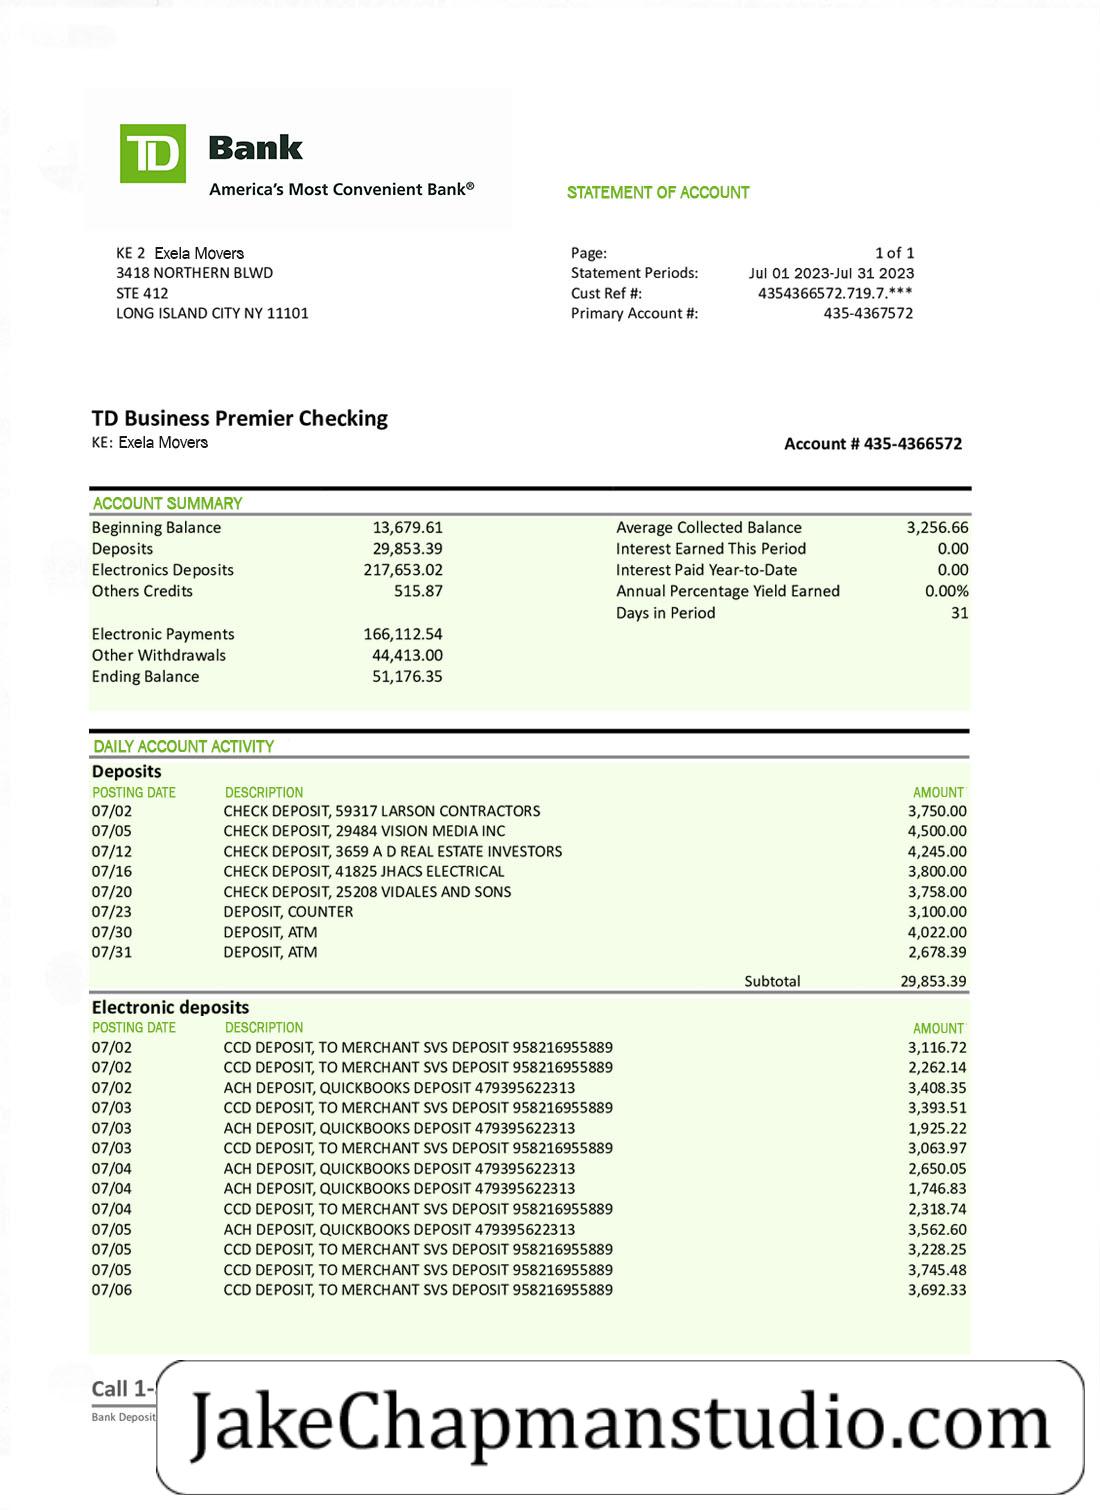 TD Bank
America's Most Convenient Bank®
STATEMENT OF ACCOUNT
KE 2 Exela Movers
3418 NORTHERN BLWD
STE 412
LONG ISLAND CITY NY 11101
Page: 1 of 1
Statement Periods: Jul 01 2023-Jul 31 2023
Cust Ref #: 4354366572.719.7.***
Primary Account #: 435-4367572
TD Business Premier Checking
KE: Exela Movers
Account # 435-4366572
ACCOUNT SUMMARY
Beginning Balance 13,679.61 Average Collected Balance 3,256.66
Deposits 29,853.39 Interest Earned This Period 0.00
Electronics Deposits 217,653.02 Interest Paid Year-to-Date 0.00
Others Credits 515.87 Annual Percentage Yield Earned 0.00%
Days in Period 31
Electronic Payments 166,112.54
Other Withdrawals 44,413.00
Ending Balance 51,176.35
DAILY ACCOUNT ACTIVITY
Deposits
POSTING DATE DESCRIPTION AMOUNT
07/02 CHECK DEPOSIT, 59317 LARSON CONTRACTORS 3,750.00
07/05 CHECK DEPOSIT, 29484 VISION MEDIA INC 4,500.00
07/12 CHECK DEPOSIT, 3659 A D REAL ESTATE INVESTORS 4,245.00
07/16 CHECK DEPOSIT, 41825 JHACS ELECTRICAL 3,800.00
07/20 CHECK DEPOSIT, 25208 VIDALES AND SONS 3,758.00
07/23 DEPOSIT, COUNTER 3,100.00
07/30 DEPOSIT, ATM 4,022.00
07/31 DEPOSIT, ATM 2,678.39
Subtotal 29,853.39
Electronic deposits
POSTING DATE DESCRIPTION AMOUNT
07/02 CCD DEPOSIT, TO MERCHANT SVS DEPOSIT 958216955889 3,116.72
07/02 CCD DEPOSIT, TO MERCHANT SVS DEPOSIT 958216955889 2,262.14
07/02 ACH DEPOSIT, QUICKBOOKS DEPOSIT 479395622313 3,408.35
07/03 CCD DEPOSIT, TO MERCHANT SVS DEPOSIT 958216955889 3,393.51
07/03 ACH DEPOSIT, QUICKBOOKS DEPOSIT 479395622313 1,925.22
07/03 CCD DEPOSIT, TO MERCHANT SVS DEPOSIT 958216955889 3,063.97
07/04 ACH DEPOSIT, QUICKBOOKS DEPOSIT 479395622313 2,650.05
07/04 ACH DEPOSIT, QUICKBOOKS DEPOSIT 479395622313 1,746.83
07/04 CCD DEPOSIT, TO MERCHANT SVS DEPOSIT 958216955889 2,318.74
07/05 ACH DEPOSIT, QUICKBOOKS DEPOSIT 479395622313 3,562.60
07/05 CCD DEPOSIT, TO MERCHANT SVS DEPOSIT 958216955889 3,228.25
07/05 CCD DEPOSIT, TO MERCHANT SVS DEPOSIT 958216955889 3,745.48
07/06 CCD DEPOSIT, TO MERCHANT SVS DEPOSIT 958216955889 3,692.33
Call 1-
Bank Deposit
JakeChapmanstudio.com